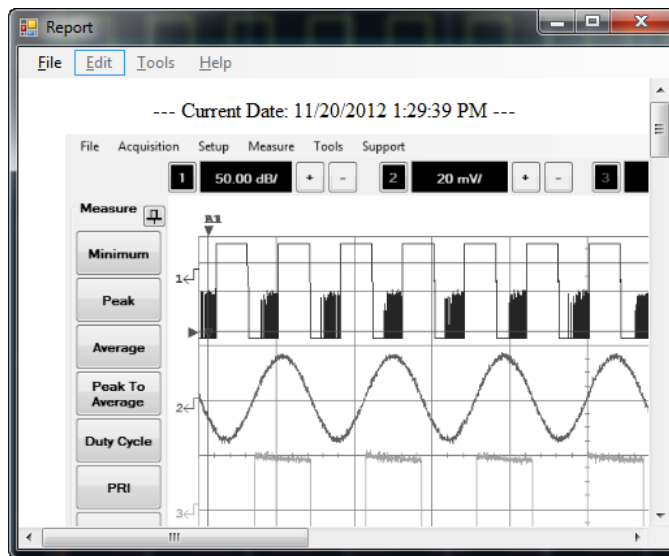 Report
File Edit Tools Help
--- Current Date: 11/20/2012 1:29:39 PM ---
File Acquisition Setup Measure Tools Support
1 50.00 dB/ + - 2 20 mV/ + - 3
Measure
R1
Minimum
1
Peak
Average
Peak To
Average
2
Duty Cycle
PRI
3